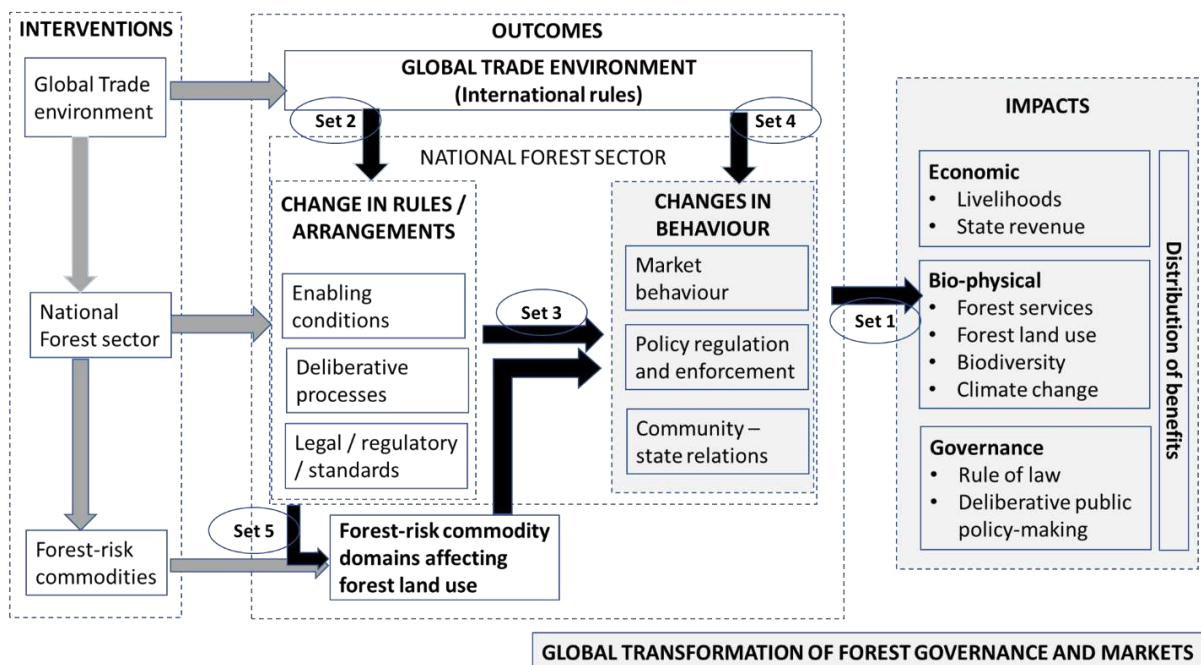 INTERVENTIONS
Global Trade
environment
National
Forest sector
Forest-risk
commodities
OUTCOMES
GLOBAL TRADE ENVIRONMENT
(International rules)
Set 2
Set 4
NATIONAL FOREST SECTOR
CHANGE IN RULES /
ARRANGEMENTS
Enabling
conditions
Deliberative
processes
Legal / regulatory
/ standards
Set 3
CHANGES IN
BEHAVIOUR
Market
behaviour
Policy regulation
and enforcement
Community –
state relations
Set 5
Forest-risk commodity
domains affecting
forest land use
Set 1
IMPACTS
Economic
• Livelihoods
• State revenue
Bio-physical
• Forest services
• Forest land use
• Biodiversity
• Climate change
Governance
• Rule of law
• Deliberative public
policy-making
Distribution of benefits
GLOBAL TRANSFORMATION OF FOREST GOVERNANCE AND MARKETS